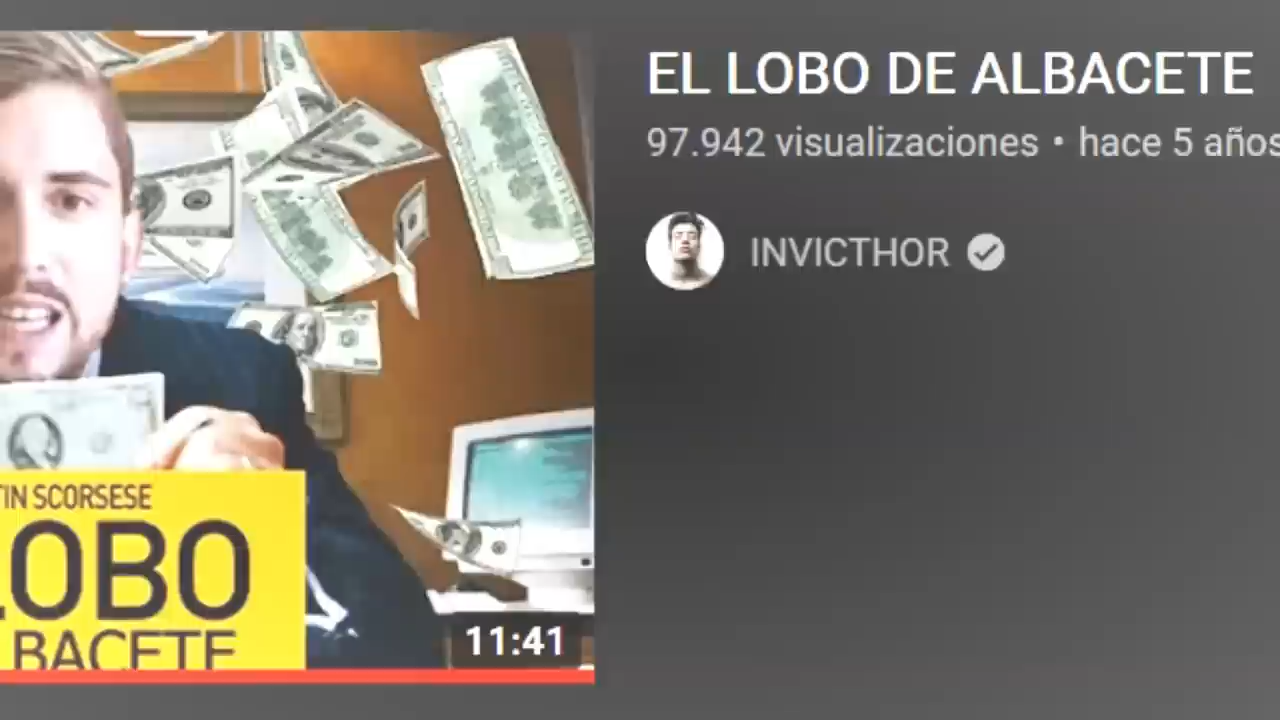 EL LOBO DE ALBACETE
97.942 visualizaciones • hace 5 años
INVICTHOR
TIN SCORSESE
LOBO
BACETE
11:41